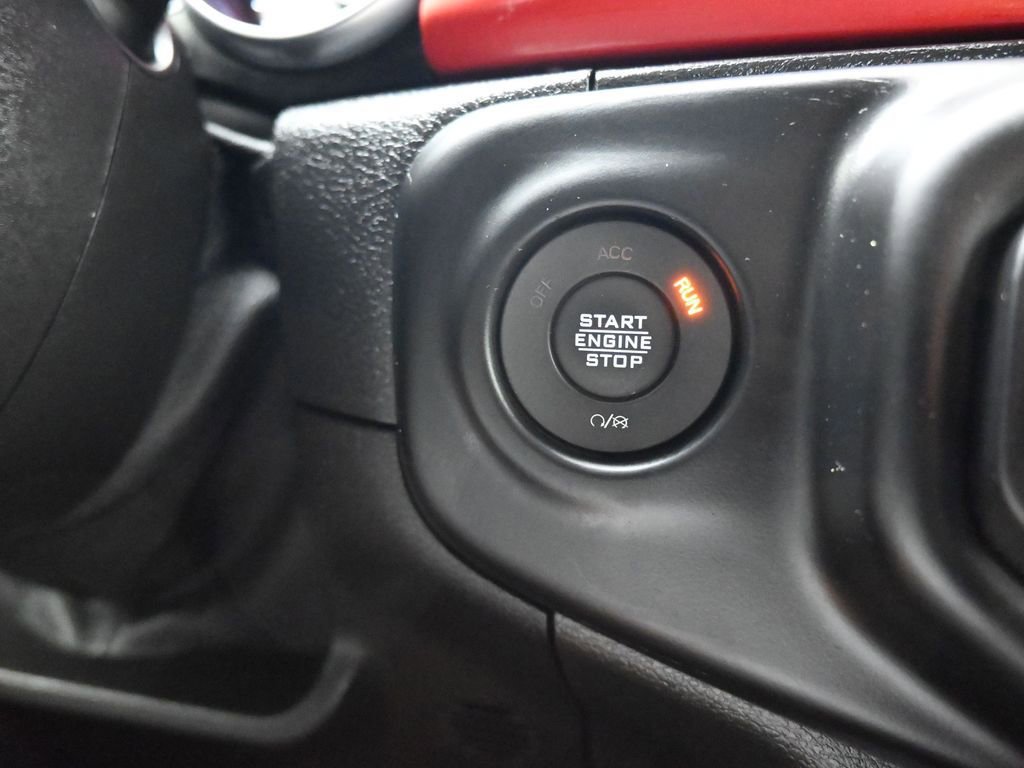 ACC
OFF
RUN
START
ENGINE
STOP